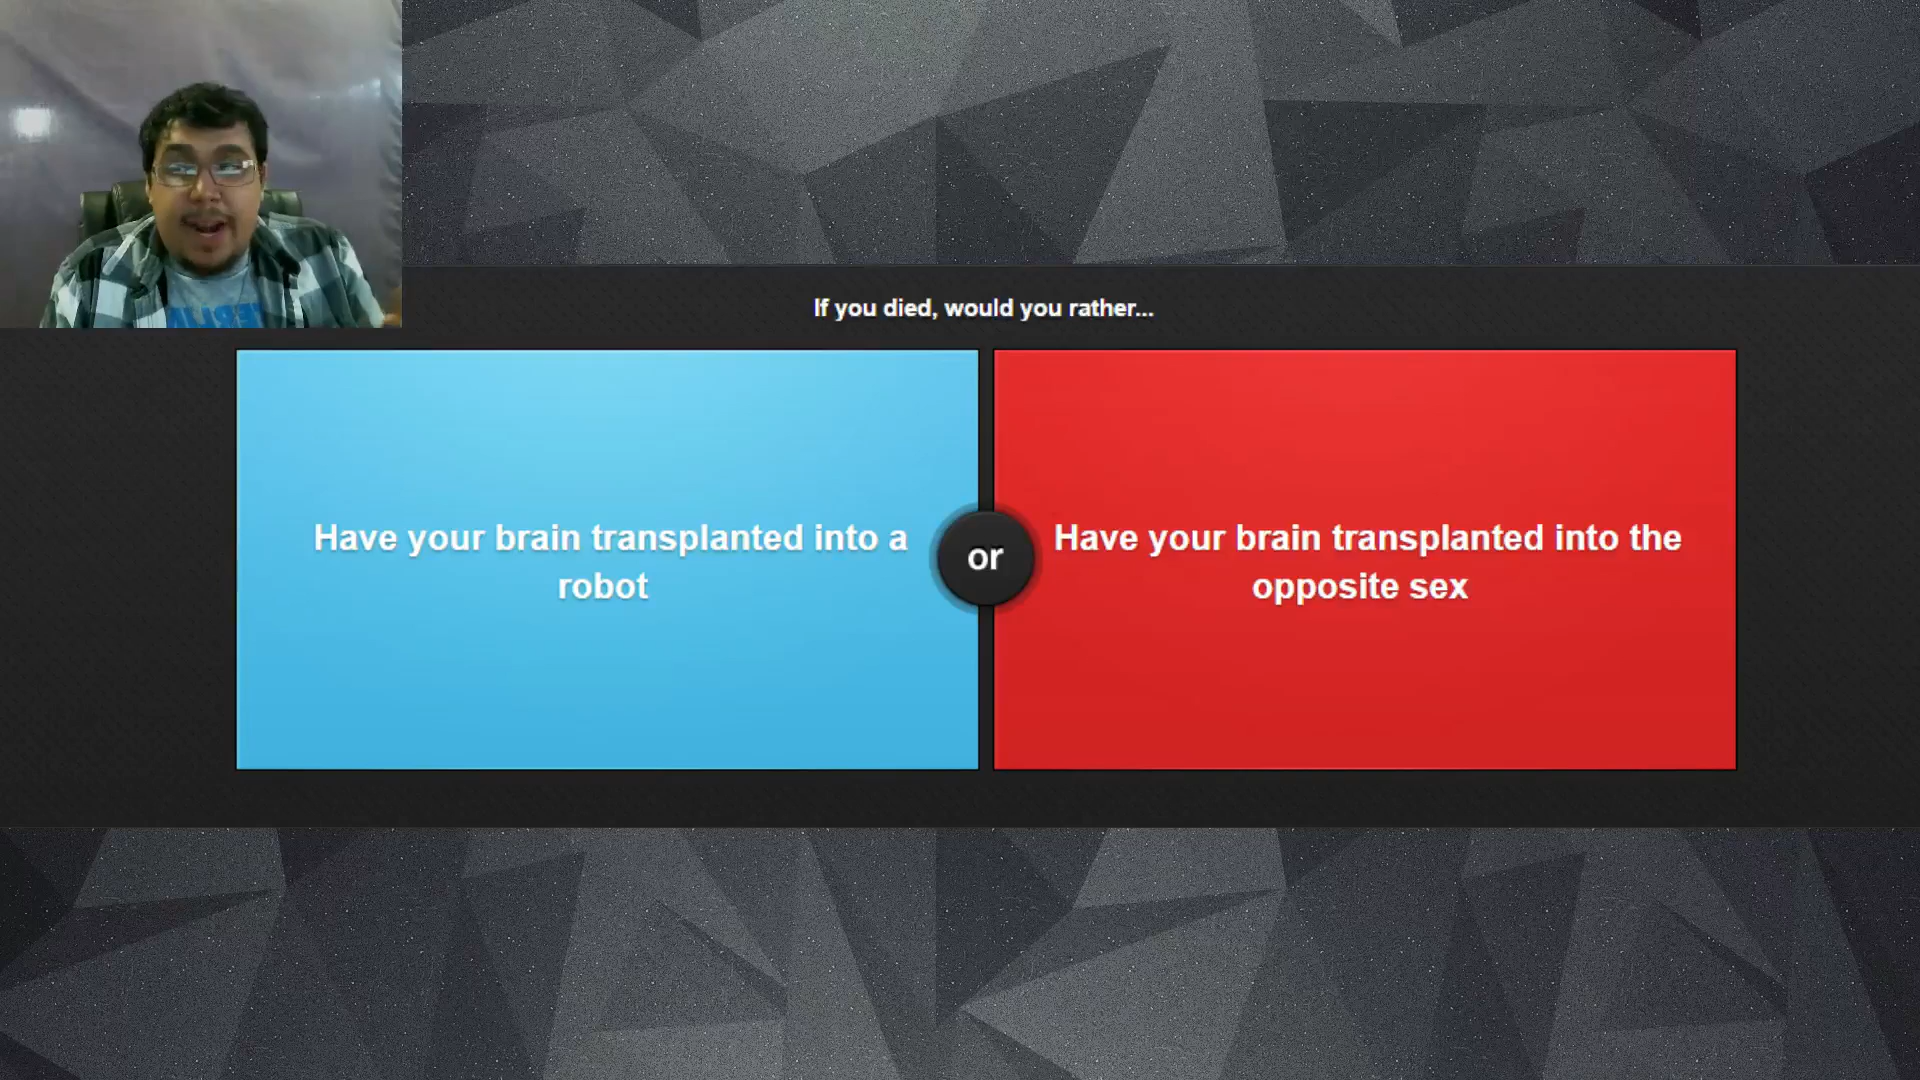 If you died, would you rather...
Have your brain transplanted into a
robot
or
Have your brain transplanted into the
opposite sex